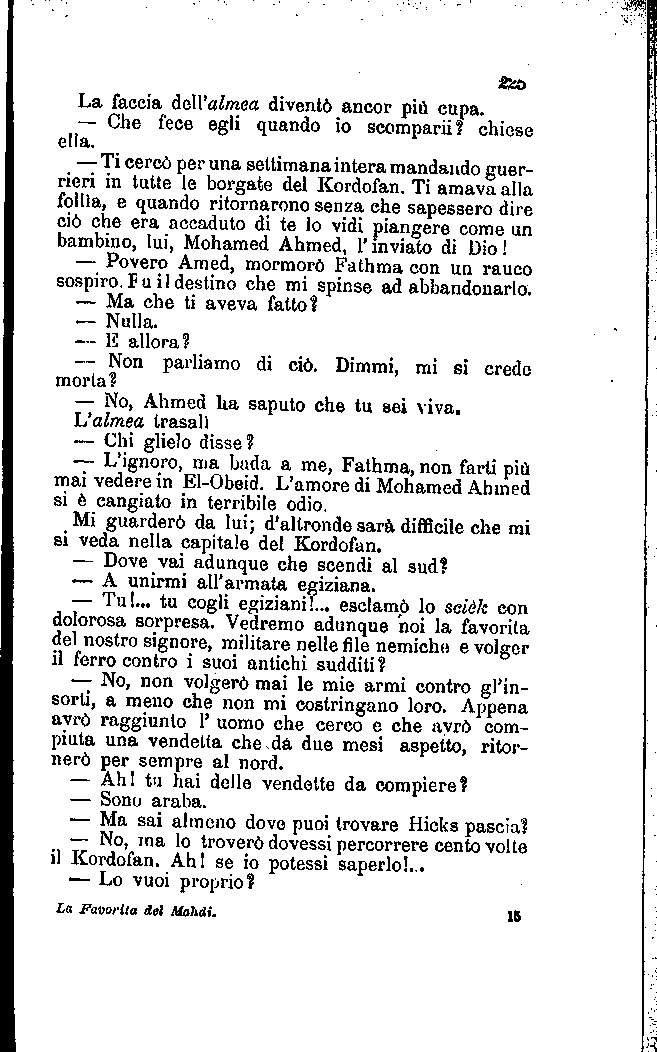 La faccia dell'almea diventò ancor più cupa.
— Che fece egli quando io scomparii? chiese
ella.
— Ti cercò per una settimana intera mandando guer-
rieri in tutte le borgate del Kordofan. Ti amava alla
follia, e quando ritornarono senza che sapessero dire
ciò che era accaduto di te lo vidi piangere come un
bambino, lui, Mohamed Ahmed, l'inviato di Dio!
— Povero Amed, mormorò Fathma con un rauco
sospiro. Fu il destino che mi spinse ad abbandonarlo.
— Ma che ti aveva fatto?
— Nulla.
— E allora?
— Non parliamo di ciò. Dimmi, mi si crede
morta?
— No, Ahmed ha saputo che tu sei viva.
L'almea trasalì
— Chi glielo disse?
— L'ignoro, ma bada a me, Fathma, non farti più
mai vedere in El-Obeid. L'amore di Mohamed Ahmed
si è cangiato in terribile odio.
Mi guarderò da lui; d'altronde sarà difficile che mi
si veda nella capitale del Kordofan.
— Dove vai adunque che scendi al sud?
— A unirmi all'armata egiziana.
— Tu!... tu cogli egiziani!... esclamò lo scièk con
dolorosa sorpresa. Vedremo adunque noi la favorita
del nostro signore, militare nelle file nemiche e volger
il ferro contro i suoi antichi sudditi?
— No, non volgerò mai le mie armi contro gl'in-
sorti, a meno che non mi costringano loro. Appena
avrò raggiunto l' uomo che cerco e che avrò com-
piuta una vendetta che da due mesi aspetto, ritor-
nerò per sempre al nord.
— Ah! tu hai delle vendette da compiere?
— Sono araba.
— Ma sai almeno dove puoi trovare Hicks pascia?
— No, ma lo troverò dovessi percorrere cento volte
il Kordofan. Ah! se io potessi saperlo!...
— Lo vuoi proprio?
La Favorita del Mahdi.
15